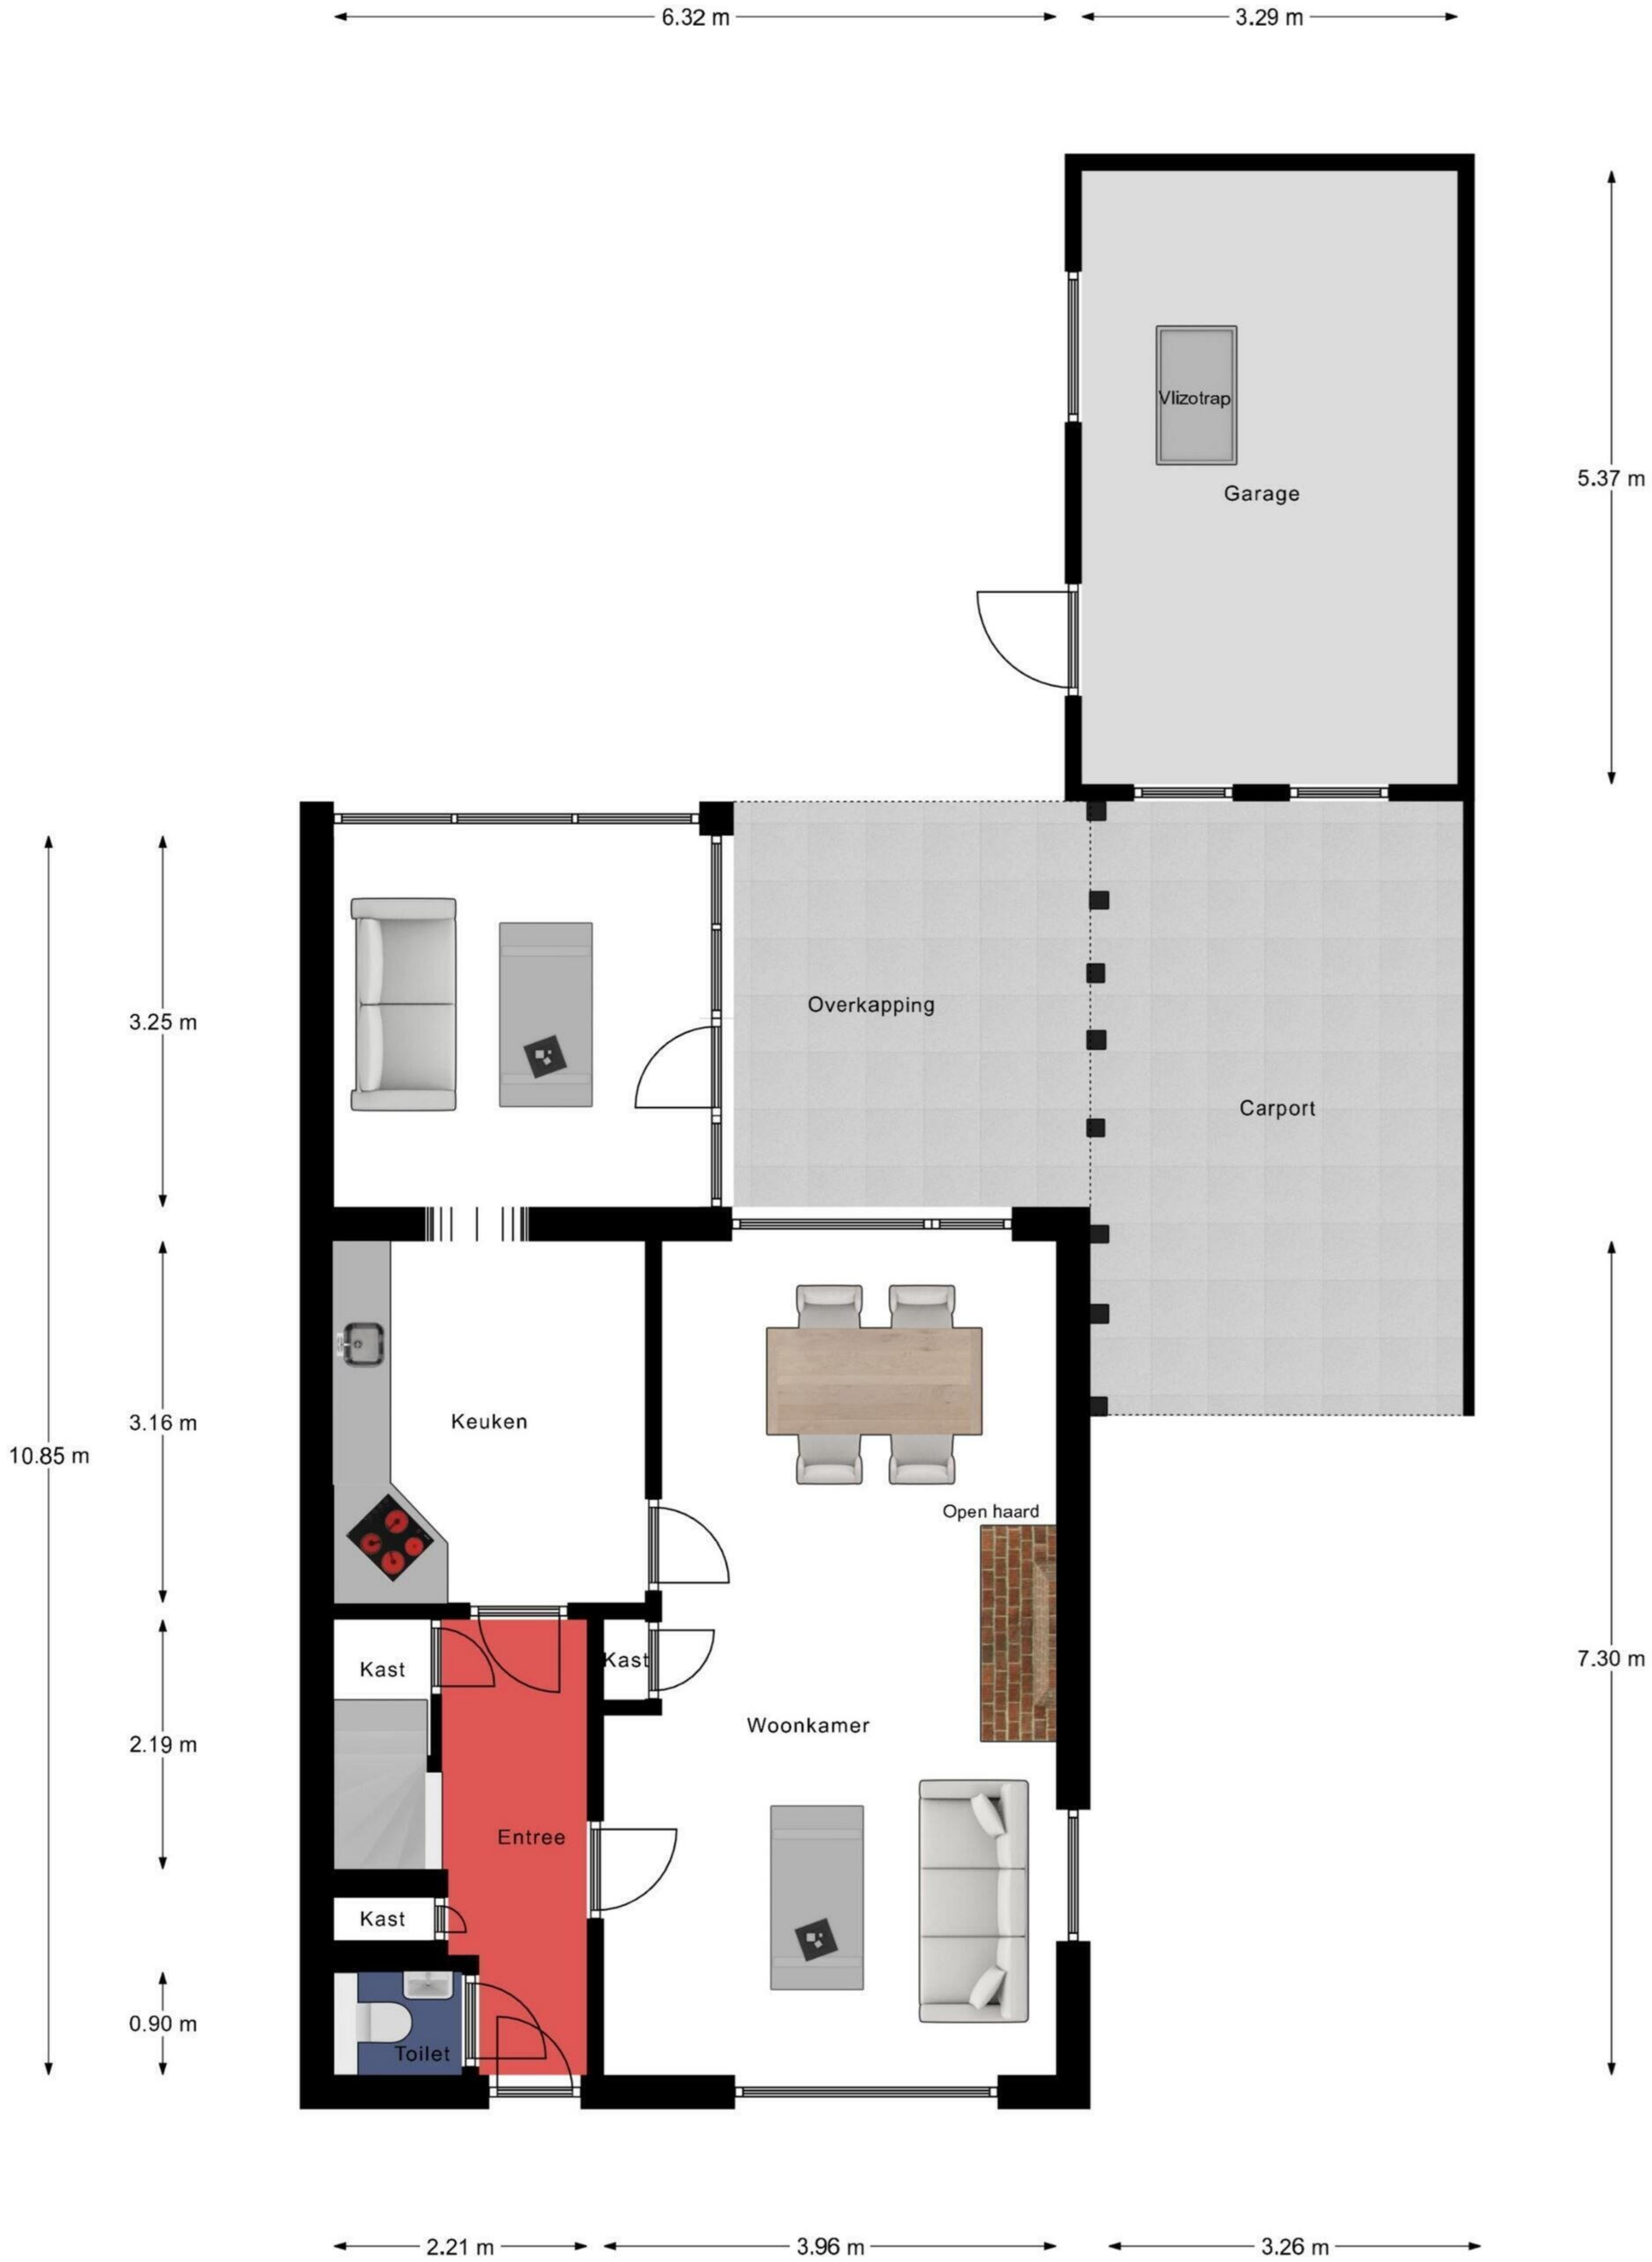 6.32 m
3.29 m
Vlizotrap
5.37 m
Garage
Overkapping
3.25 m
Carport
Keuken
3.16 m
10.85 m
Open haard
Kast
Kast
7.30 m
Woonkamer
2.19 m
Entree
Kast
0.90 m
Toilet
2.21 m
3.96 m
3.26 m